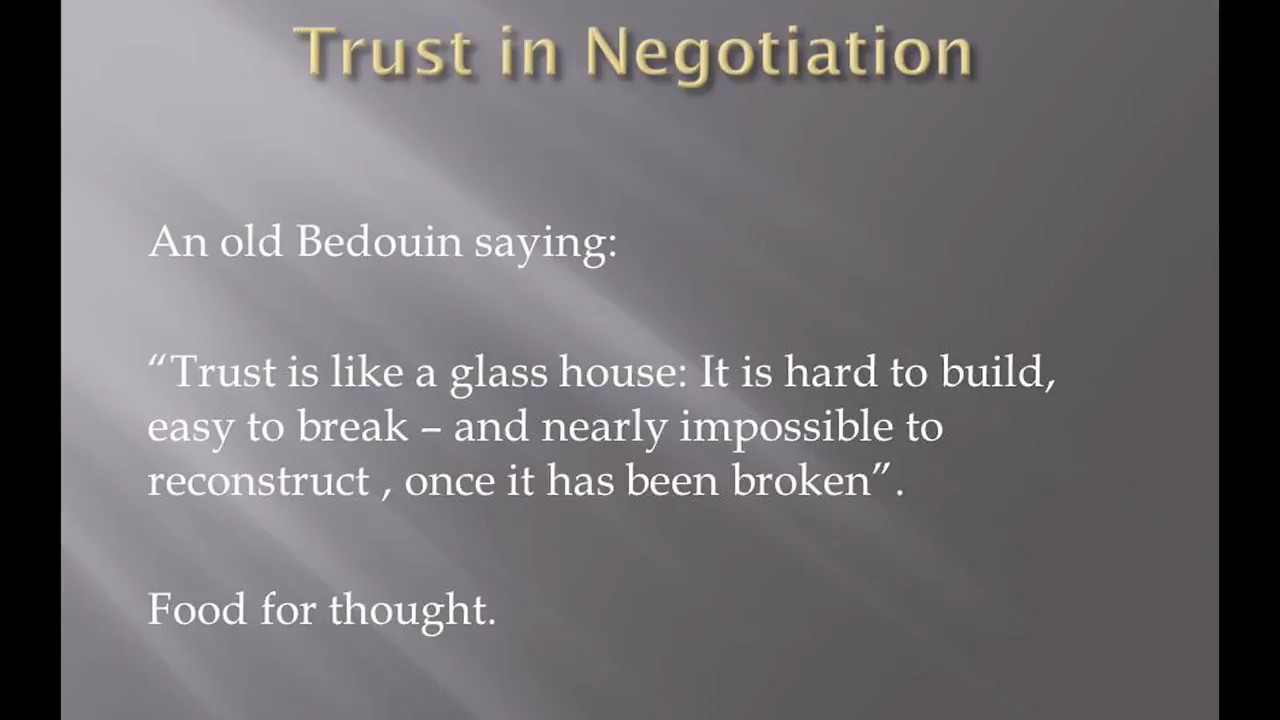 Trust in Negotiation
An old Bedouin saying:
“Trust is like a glass house: It is hard to build,
easy to break – and nearly impossible to
reconstruct , once it has been broken”.
Food for thought.